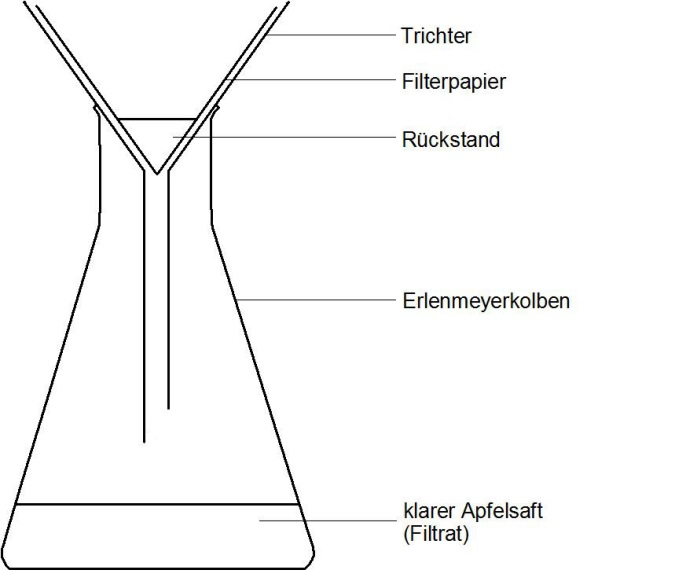 Trichter
Filterpapier
Rückstand
Erlenmeyerkolben
klarer Apfelsaft
(Filtrat)